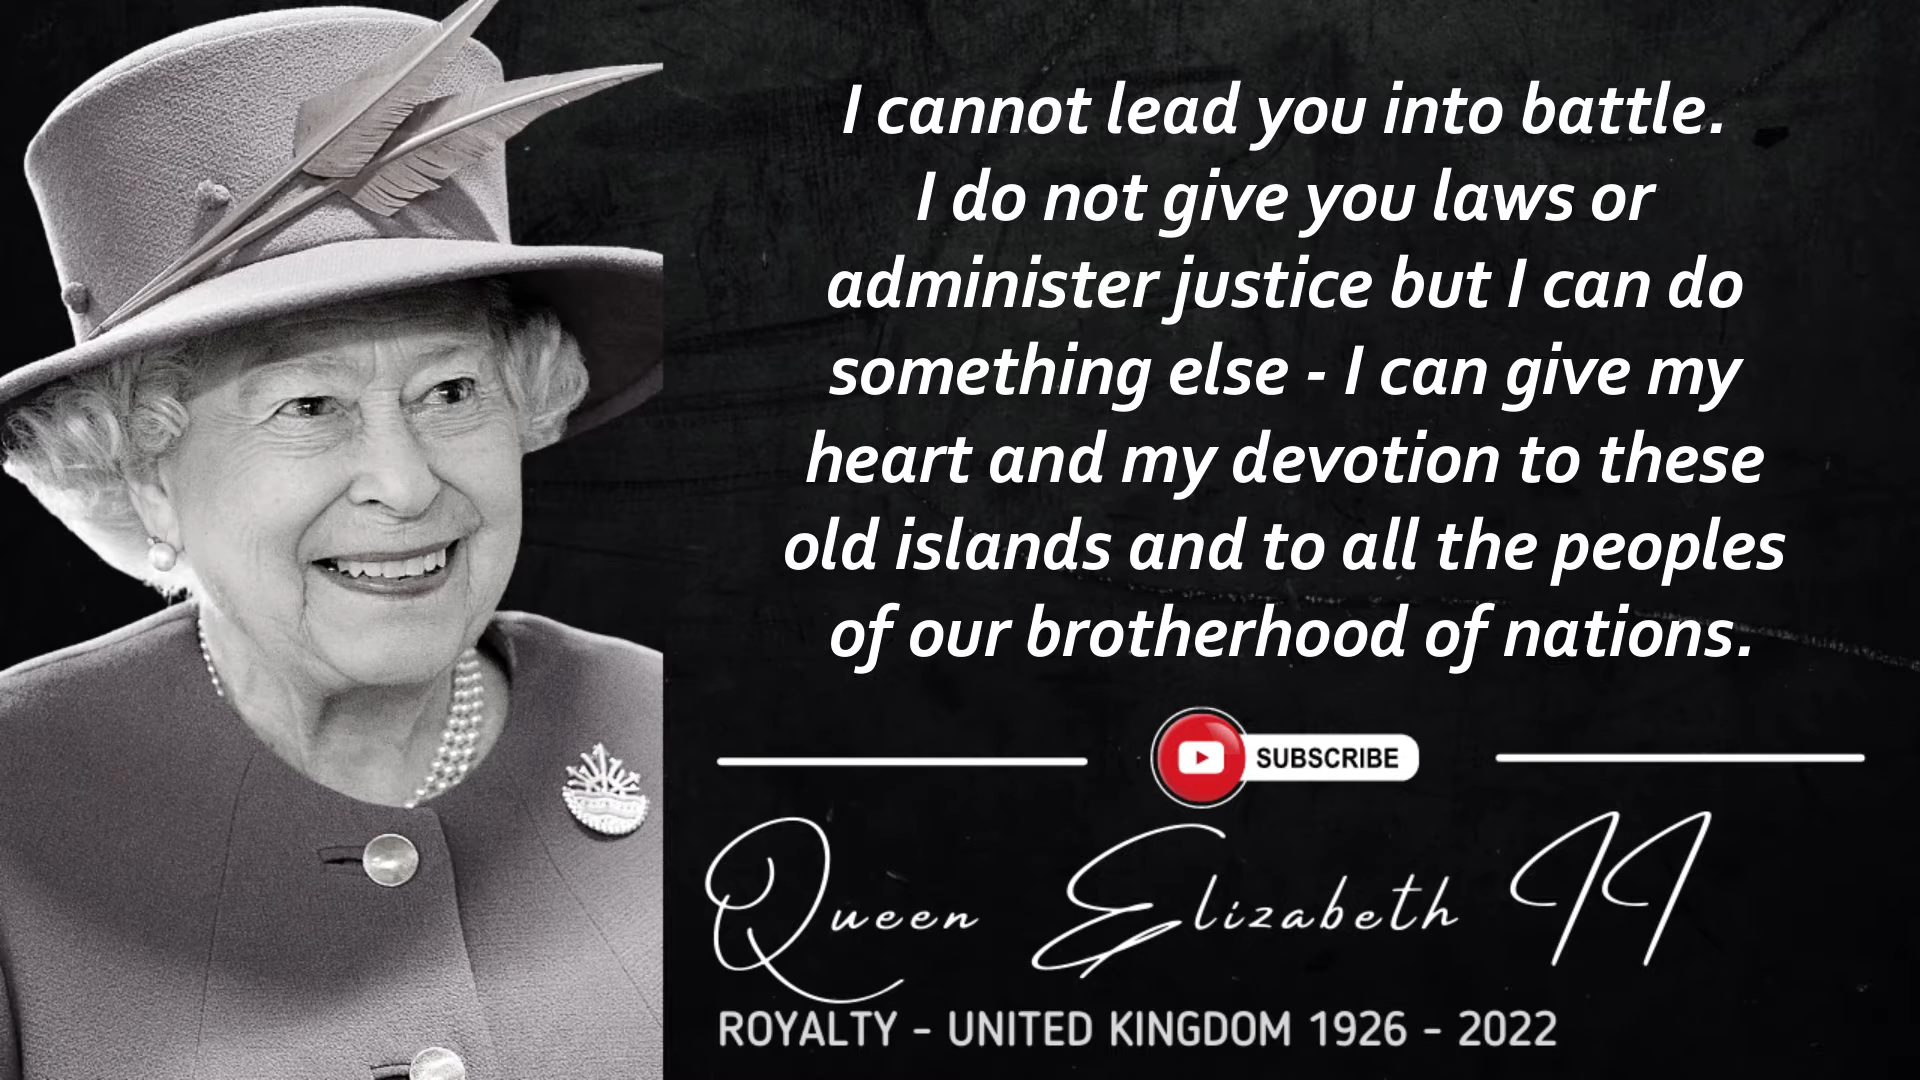 I cannot lead you into battle.
I do not give you laws or
administer justice but I can do
something else - I can give my
heart and my devotion to these
old islands and to all the peoples
of our brotherhood of nations.
SUBSCRIBE
Queen Elizabeth II
ROYALTY - UNITED KINGDOM 1926 - 2022